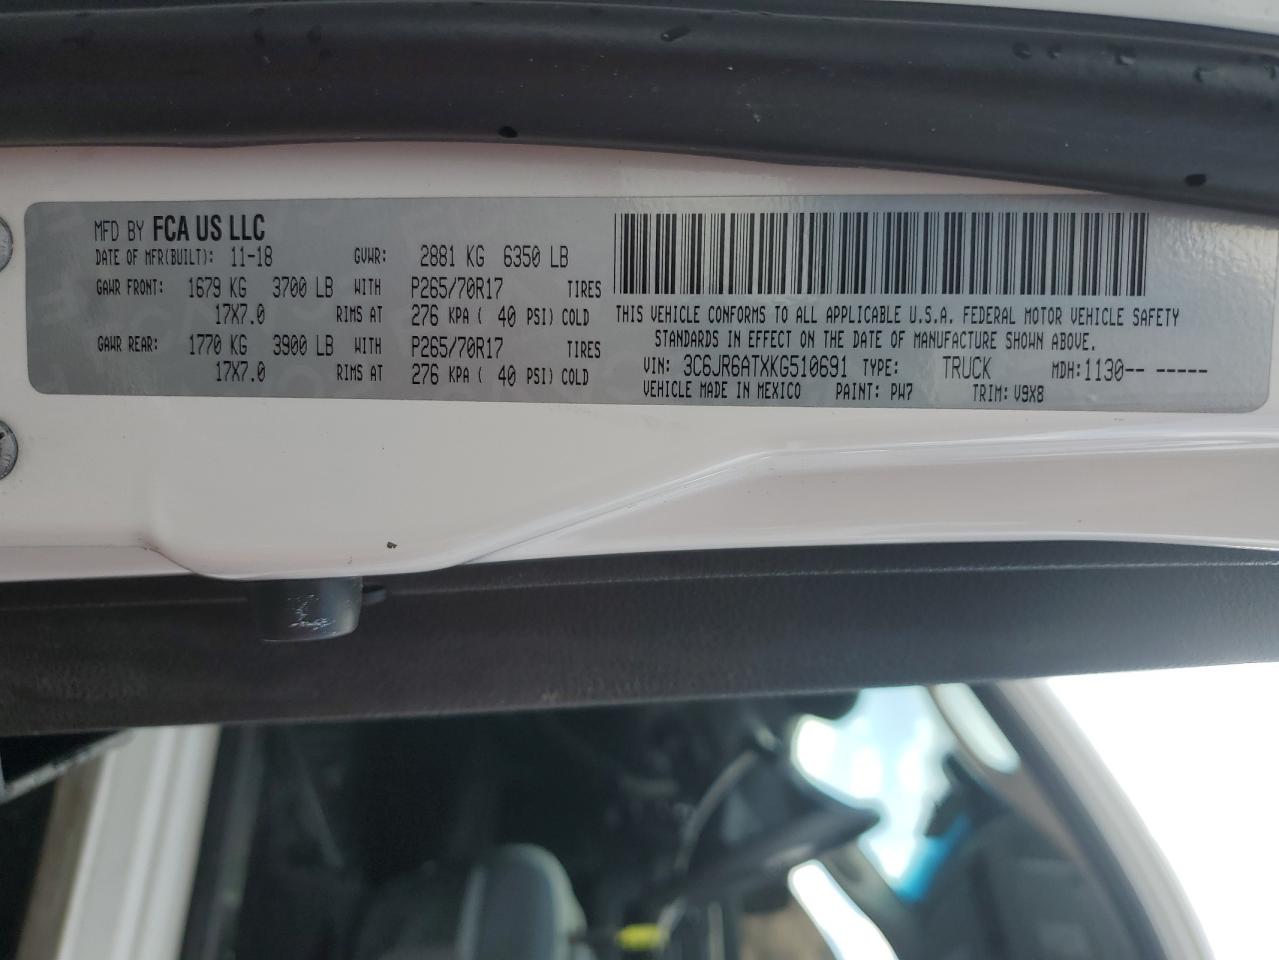 MFD BY FCA US LLC
DATE OF MFR(BUILT): 11-18 GVWR: 2881 KG 6350 LB
GAWR FRONT: 1679 KG 3700 LB WITH P265/70R17 TIRES
17X7.0 RIMS AT 276 KPA ( 40 PSI) COLD
GAWR REAR: 1770 KG 3900 LB WITH P265/70R17 TIRES
17X7.0 RIMS AT 276 KPA ( 40 PSI) COLD
THIS VEHICLE CONFORMS TO ALL APPLICABLE U.S.A. FEDERAL MOTOR VEHICLE SAFETY
STANDARDS IN EFFECT ON THE DATE OF MANUFACTURE SHOWN ABOVE.
VIN: 3C6JR6ATXKG510691 TYPE: TRUCK MDH:1130-- -----
VEHICLE MADE IN MEXICO PAINT: PW7 TRIM: V9X8